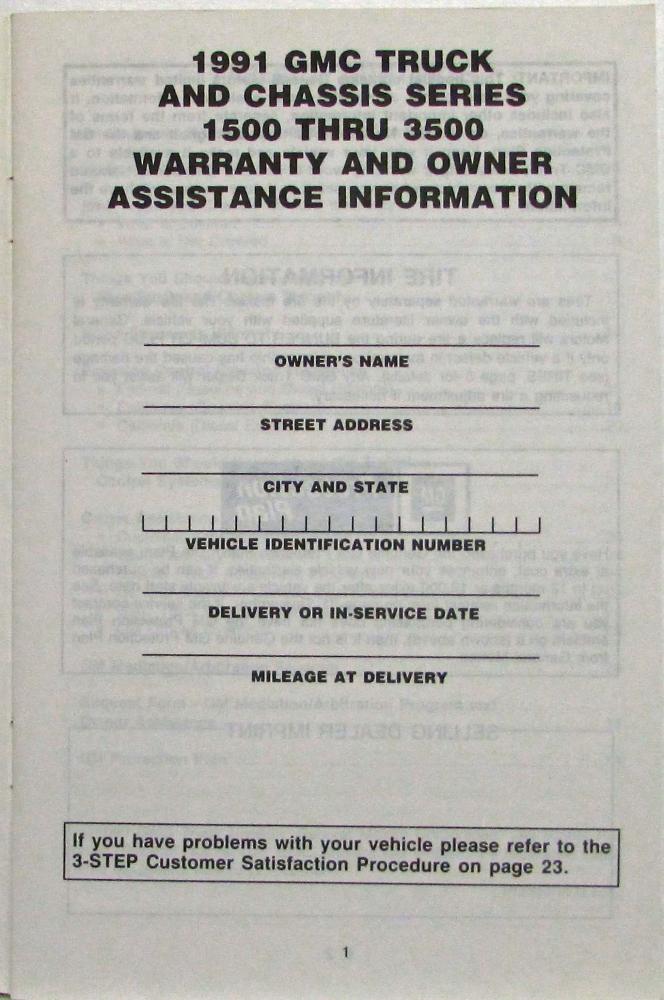 1991 GMC TRUCK
AND CHASSIS SERIES
1500 THRU 3500
WARRANTY AND OWNER
ASSISTANCE INFORMATION
OWNER'S NAME
STREET ADDRESS
CITY AND STATE
VEHICLE IDENTIFICATION NUMBER
DELIVERY OR IN-SERVICE DATE
MILEAGE AT DELIVERY
If you have problems with your vehicle please refer to the
3-STEP Customer Satisfaction Procedure on page 23.
1